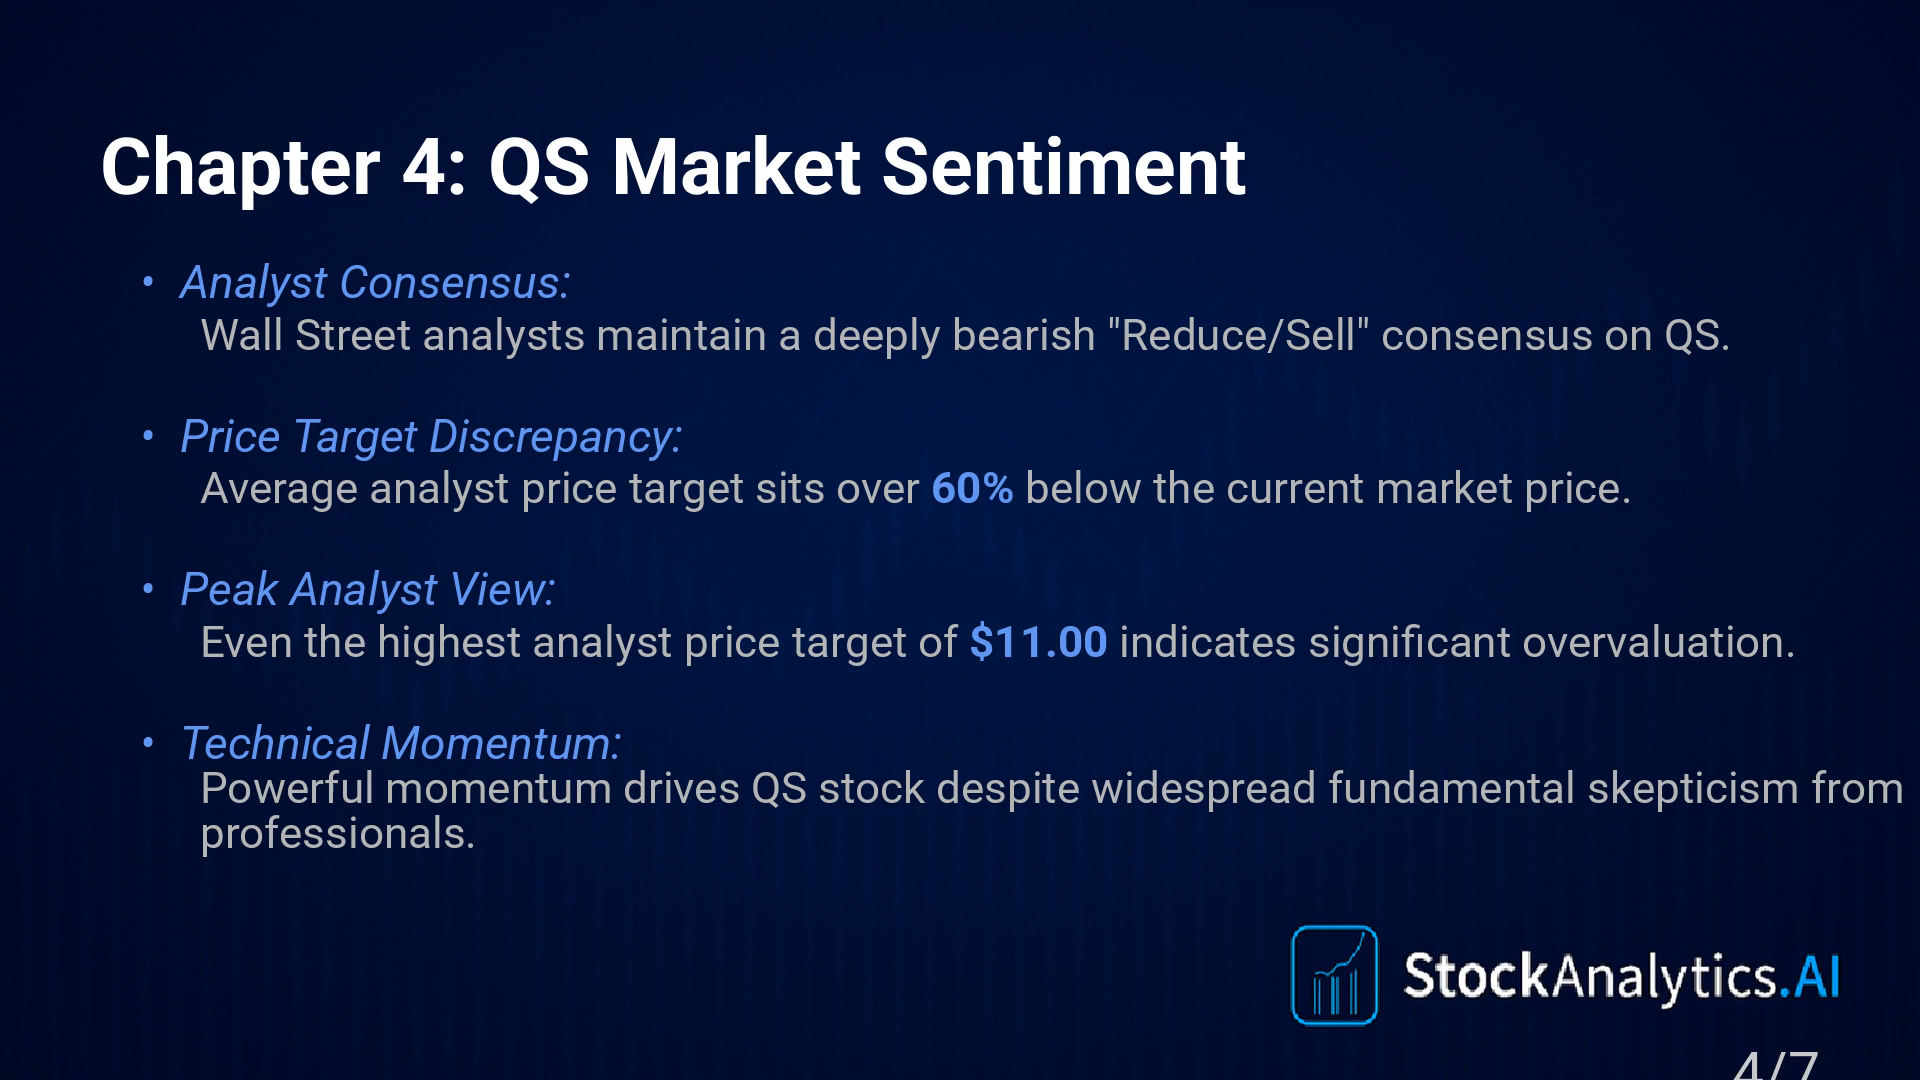 Chapter 4: QS Market Sentiment
• Analyst Consensus:
Wall Street analysts maintain a deeply bearish "Reduce/Sell" consensus on QS.
• Price Target Discrepancy:
Average analyst price target sits over 60% below the current market price.
• Peak Analyst View:
Even the highest analyst price target of $11.00 indicates significant overvaluation.
• Technical Momentum:
Powerful momentum drives QS stock despite widespread fundamental skepticism from
professionals.
StockAnalytics.AI
4/7